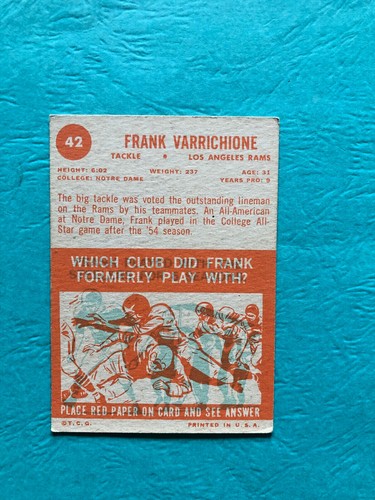 42
FRANK VARRICHIONE
TACKLE • LOS ANGELES RAMS
HEIGHT: 6:02 WEIGHT: 237 AGE: 31
COLLEGE: NOTRE DAME YEARS PRO: 9
The big tackle was voted the outstanding lineman
on the Rams by his teammates. An All-American
at Notre Dame, Frank played in the College All-
Star game after the '54 season.
WHICH CLUB DID FRANK
FORMERLY PLAY WITH?
PLACE RED PAPER ON CARD AND SEE ANSWER
©T.C.G. PRINTED IN U.S.A.